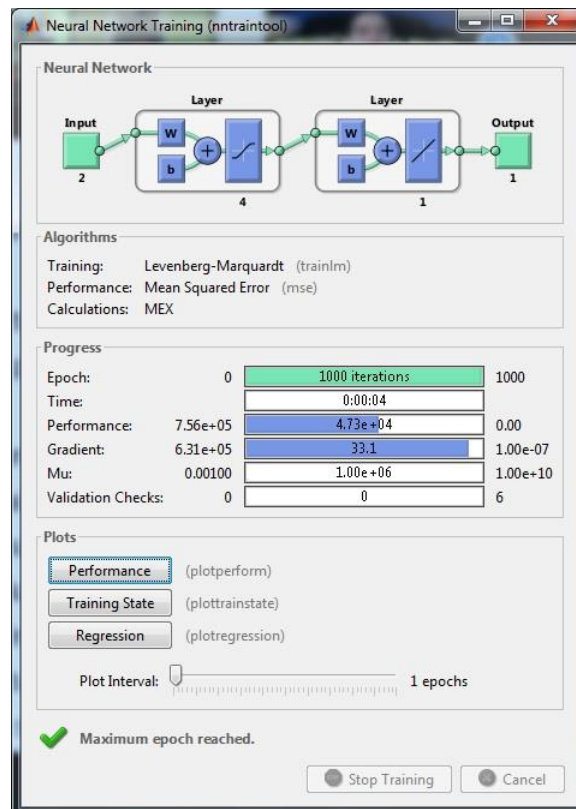 Neural Network Training (nntraintool)
Neural Network
Layer Layer
Input Output
W W
b b
2 4 1 1
Algorithms
Training: Levenberg-Marquardt (trainlm)
Performance: Mean Squared Error (mse)
Calculations: MEX
Progress
Epoch: 0 1000 iterations 1000
Time: 0:00:04
Performance: 7.56e+05 4.73e+04 0.00
Gradient: 6.31e+05 33.1 1.00e-07
Mu: 0.00100 1.00e+06 1.00e+10
Validation Checks: 0 0 6
Plots
Performance (plotperform)
Training State (plottrainstate)
Regression (plotregression)
Plot Interval: 1 epochs
Maximum epoch reached.
Stop Training Cancel